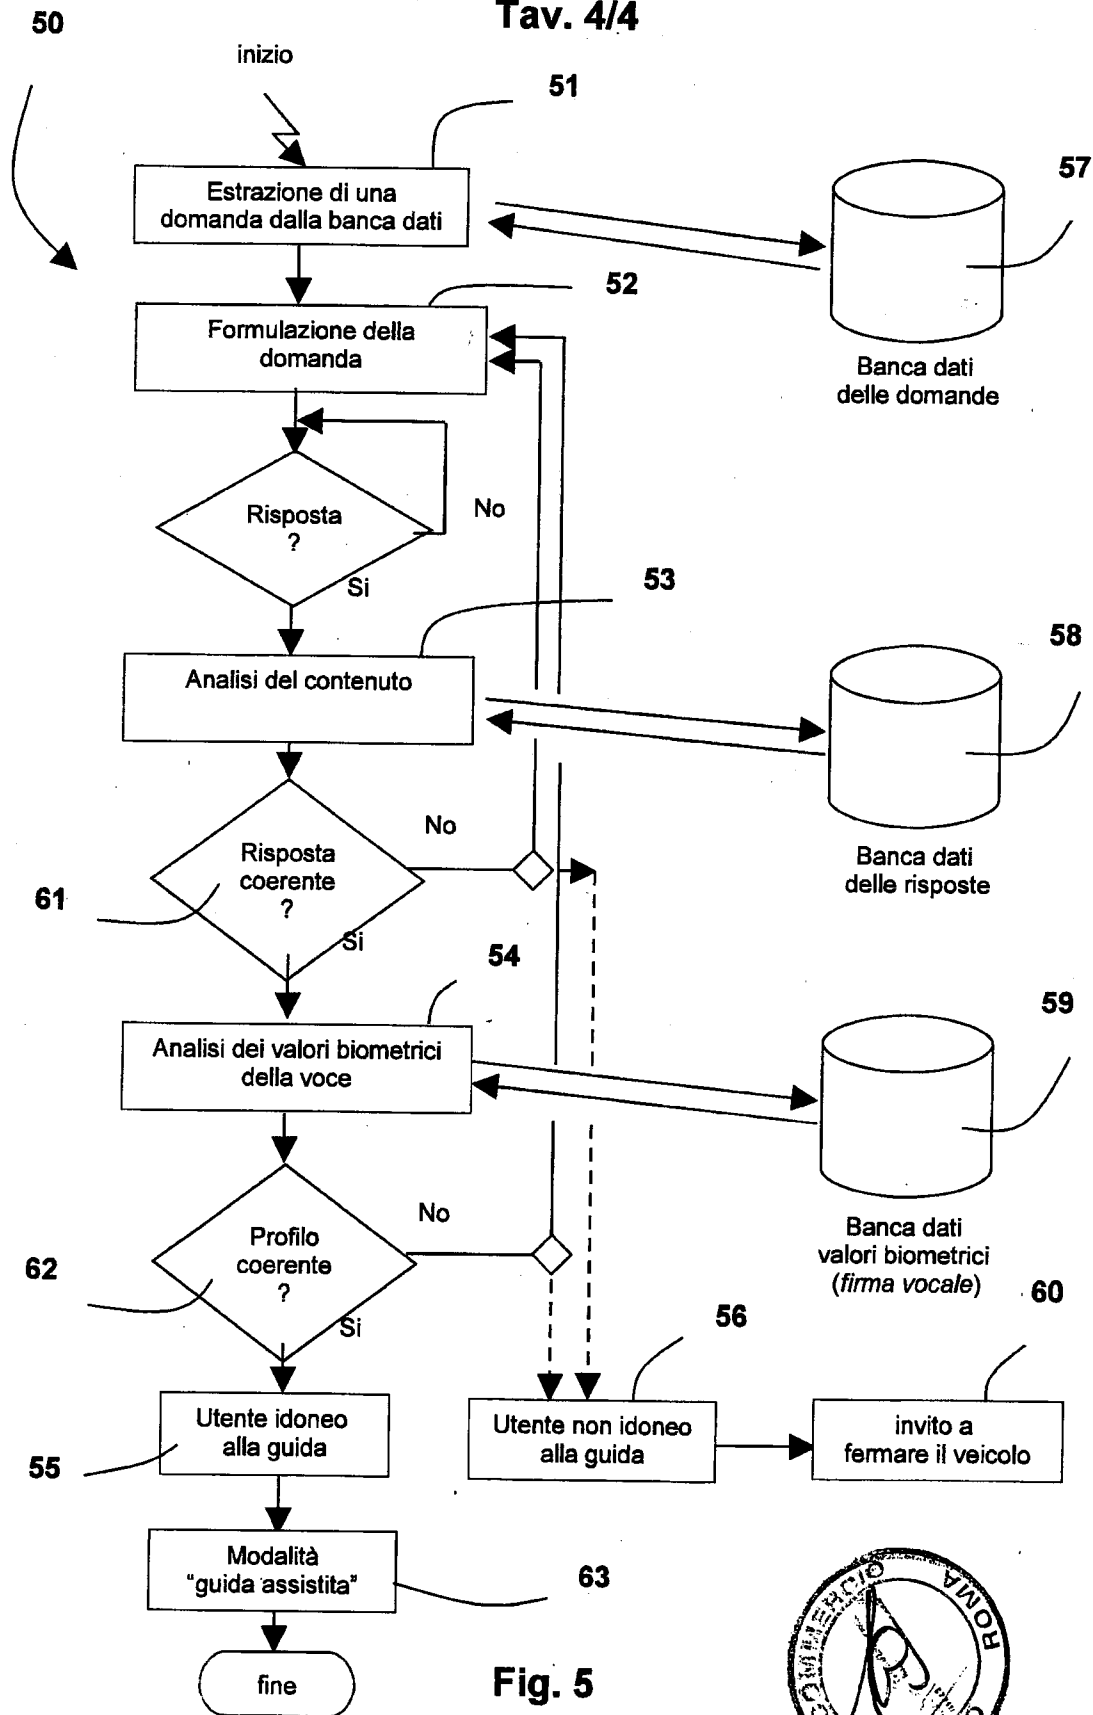 Tav. 4/4
50
inizio
51
57
Estrazione di una
domanda dalla banca dati
52
Formulazione della
domanda
Banca dati
delle domande
Risposta
?
No
Si
53
58
Analisi del contenuto
No
Risposta
coerente
?
Banca dati
delle risposte
61
Si
54
59
Analisi dei valori biometrici
della voce
No
Profilo
coerente
?
Banca dati
valori biometrici
(firma vocale)
62
60
Si
56
Utente idoneo
alla guida
Utente non idoneo
alla guida
invito a
fermare il veicolo
55
Modalità
“guida assistita”
63
fine
Fig. 5
ROMA